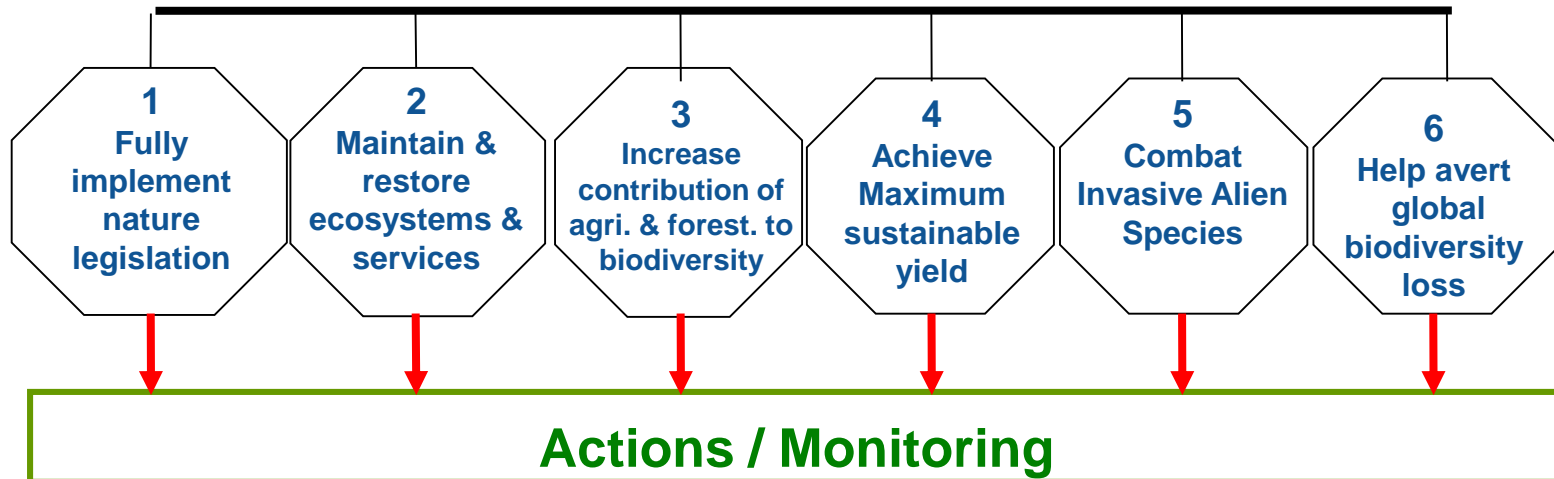 1
Fully
implement
nature
legislation
2
Maintain &
restore
ecosystems &
services
3
Increase
contribution of
agri. & forest. to
biodiversity
4
Achieve
Maximum
sustainable
yield
5
Combat
Invasive Alien
Species
6
Help avert
global
biodiversity
loss
Actions / Monitoring